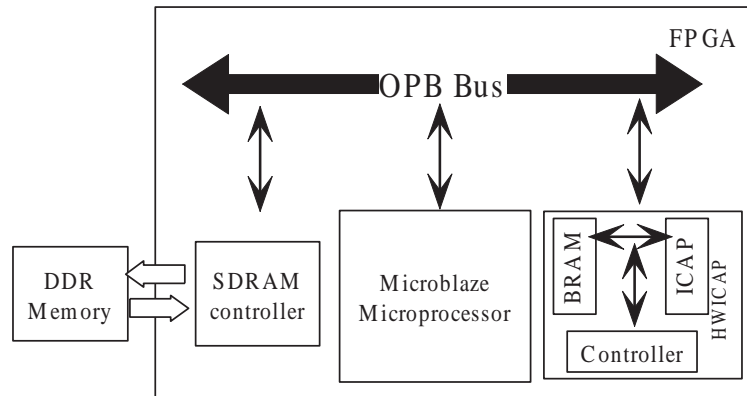 FPGA
OPB Bus
DDR
Memory
SDRAM
controller
Microblaze
Microprocessor
BRAM
ICAP
HWICAP
Controller